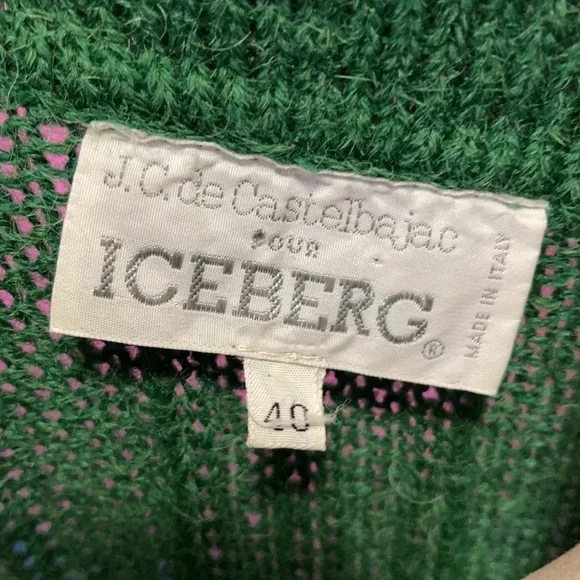 J.C. de Castelbajac
POUR
ICEBERG ®
MADE IN ITALY
40